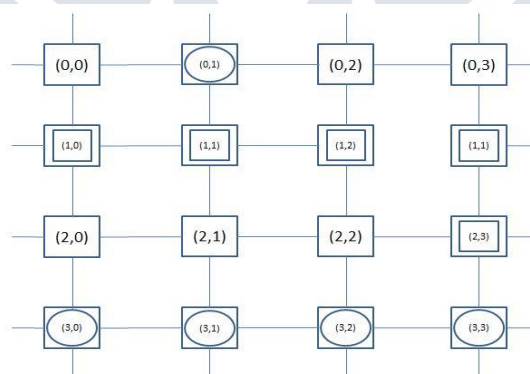 (0,0) (0,1) (0,2) (0,3)
(1,0) (1,1) (1,2) (1,1)
(2,0) (2,1) (2,2) (2,3)
(3,0) (3,1) (3,2) (3,3)